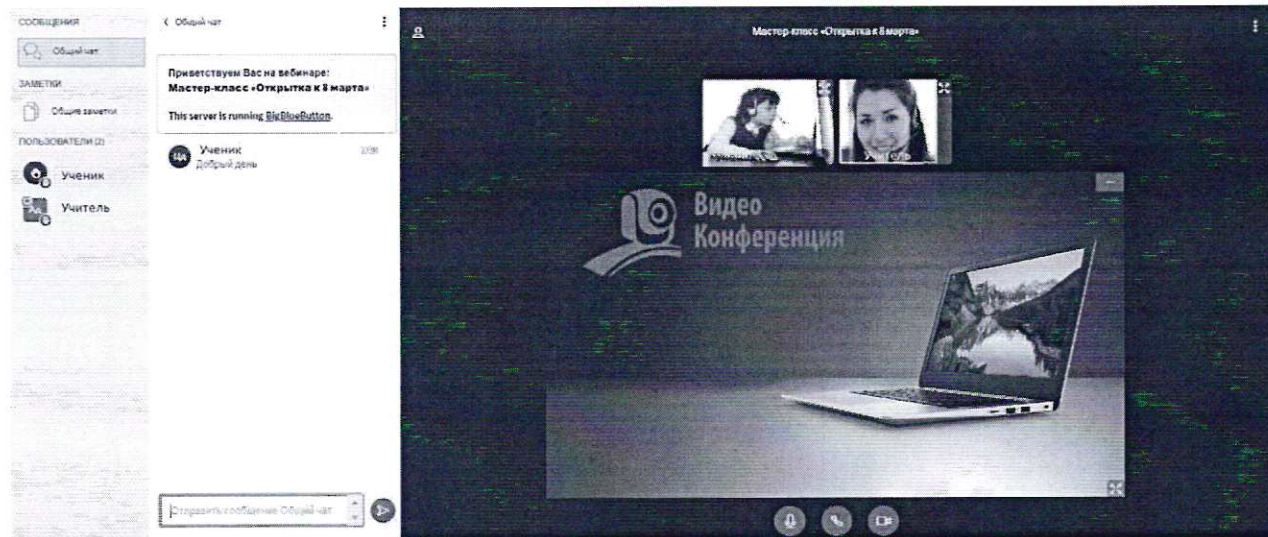 СООБЩЕНИЯ
Общий чат
ЗАМЕТКИ
Общие заметки
ПОЛЬЗОВАТЕЛИ (2)
Ученик
Учитель
Общий чат
Приветствуем Вас на вебинаре:
Мастер-класс «Открытка к 8 марта»
This server is running BigBlueButton.
Ученик
Добрый день
Отправить сообщение Общий чат
Мастер-класс «Открытка к 8 марта»
Учитель
Видео
Конференция